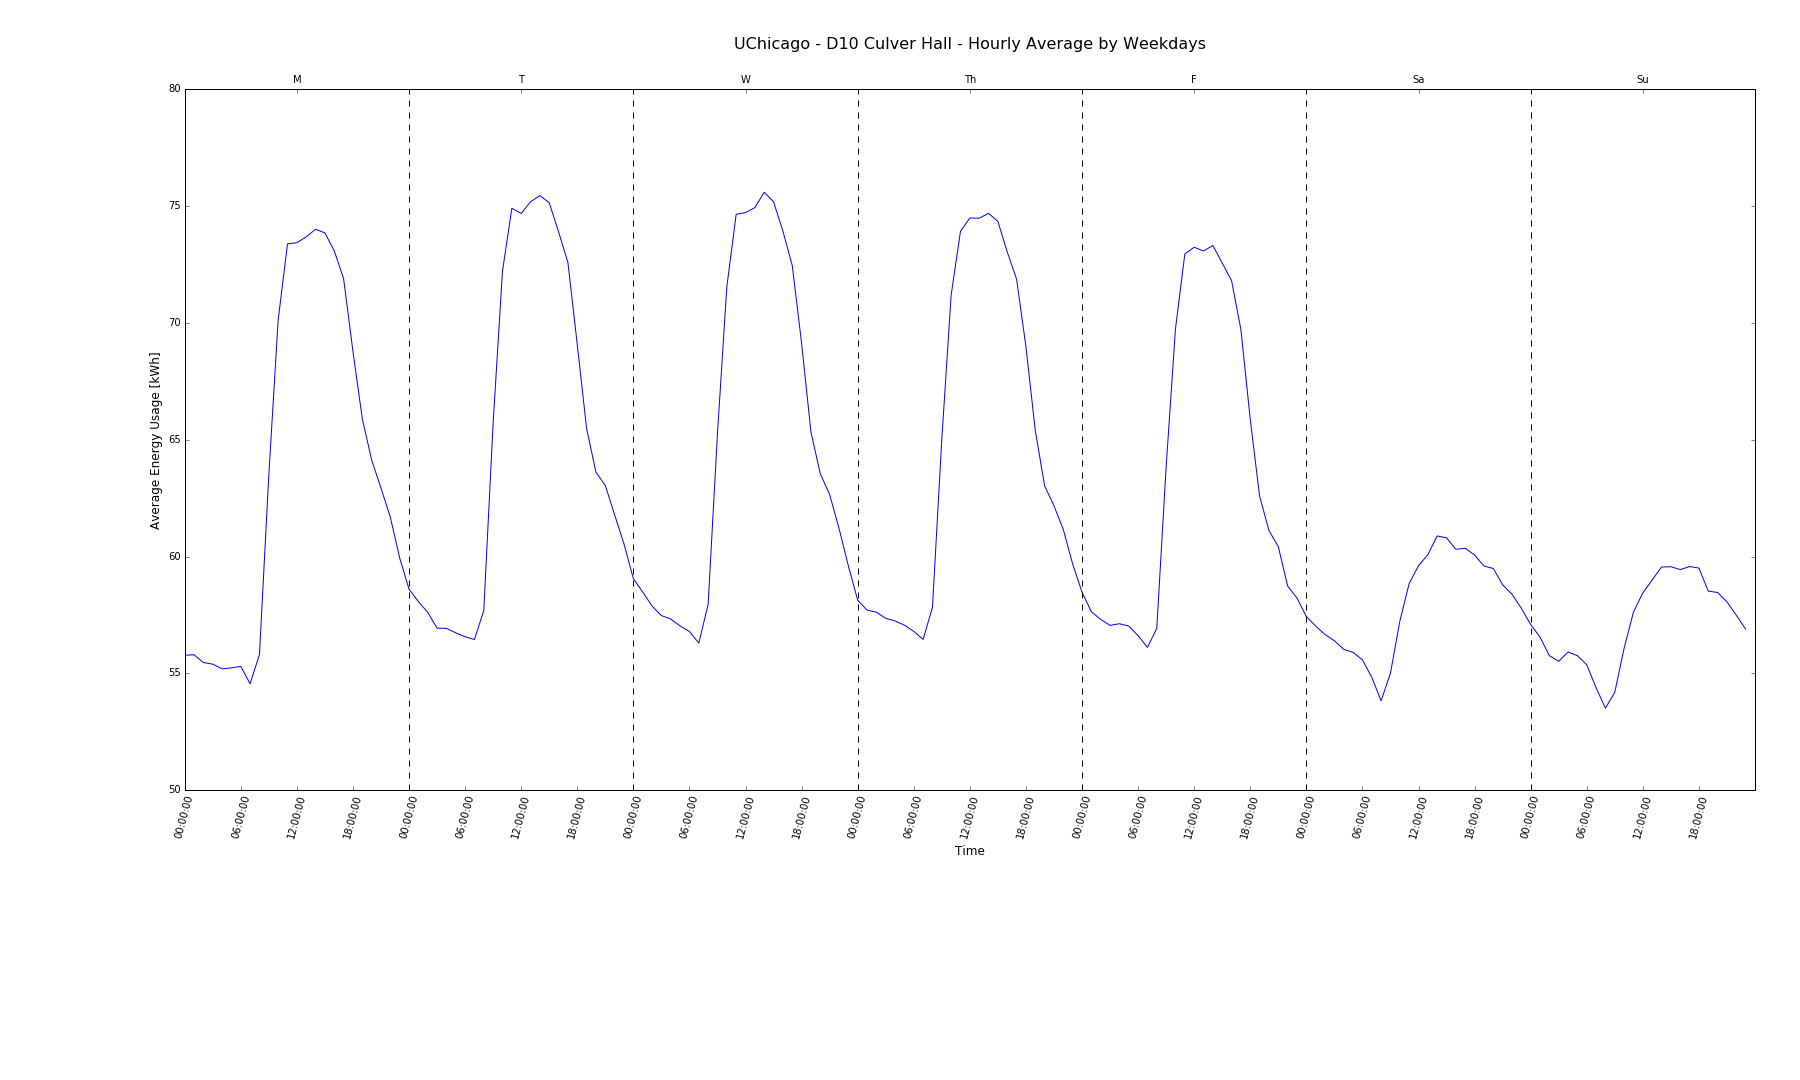 UChicago - D10 Culver Hall - Hourly Average by Weekdays
M T W Th F Sa Su
80
75
70
65
60
55
50
Average Energy Usage [kWh]
00:00:00 06:00:00 12:00:00 18:00:00 00:00:00 06:00:00 12:00:00 18:00:00 00:00:00 06:00:00 12:00:00 18:00:00 00:00:00 06:00:00 12:00:00 18:00:00 00:00:00 06:00:00 12:00:00 18:00:00 00:00:00 06:00:00 12:00:00 18:00:00 00:00:00 06:00:00 12:00:00 18:00:00
Time